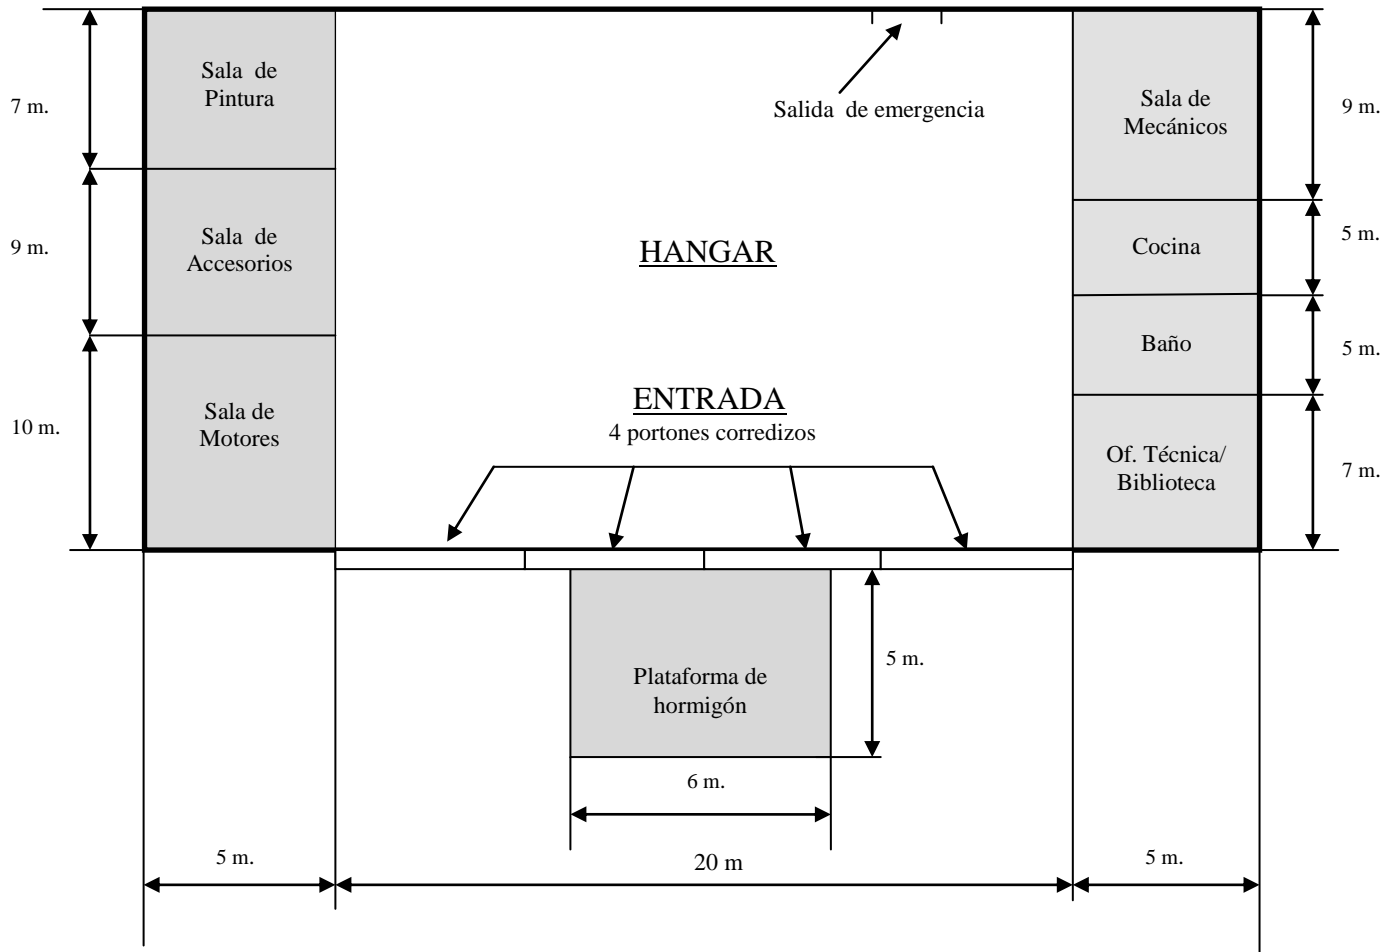 Sala de
Pintura
7 m.
Salida de emergencia
Sala de
Mecánicos
9 m.
Sala de
Accesorios
9 m.
HANGAR
Cocina
5 m.
Baño
5 m.
Sala de
Motores
10 m.
ENTRADA
4 portones corredizos
Of. Técnica/
Biblioteca
7 m.
Plataforma de
hormigón
5 m.
6 m.
5 m.
20 m
5 m.